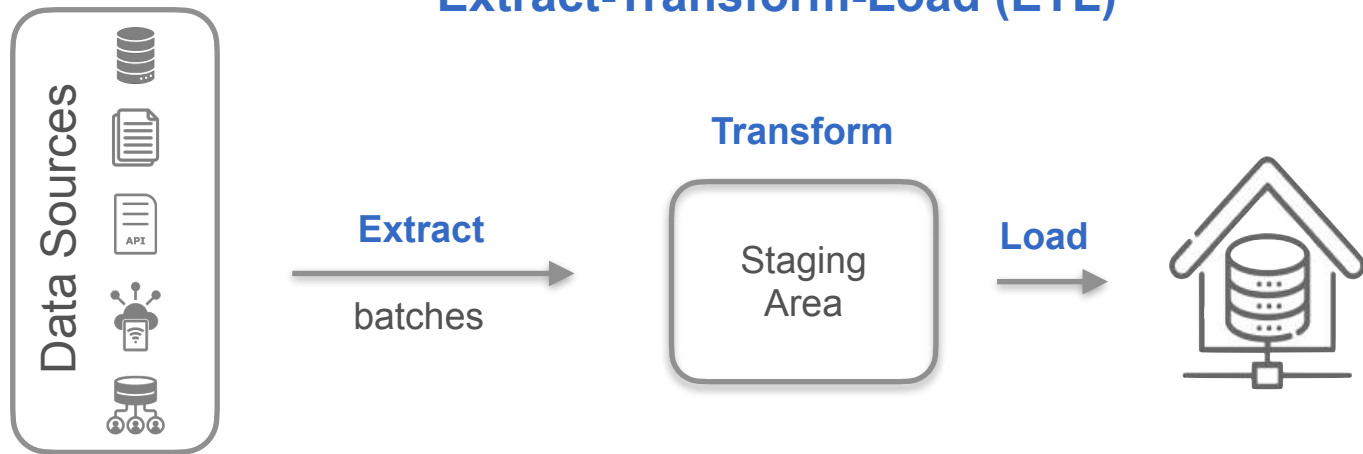 Extract-Transform-Load (ETL)
Data Sources
API
Extract
batches
Transform
Staging
Area
Load